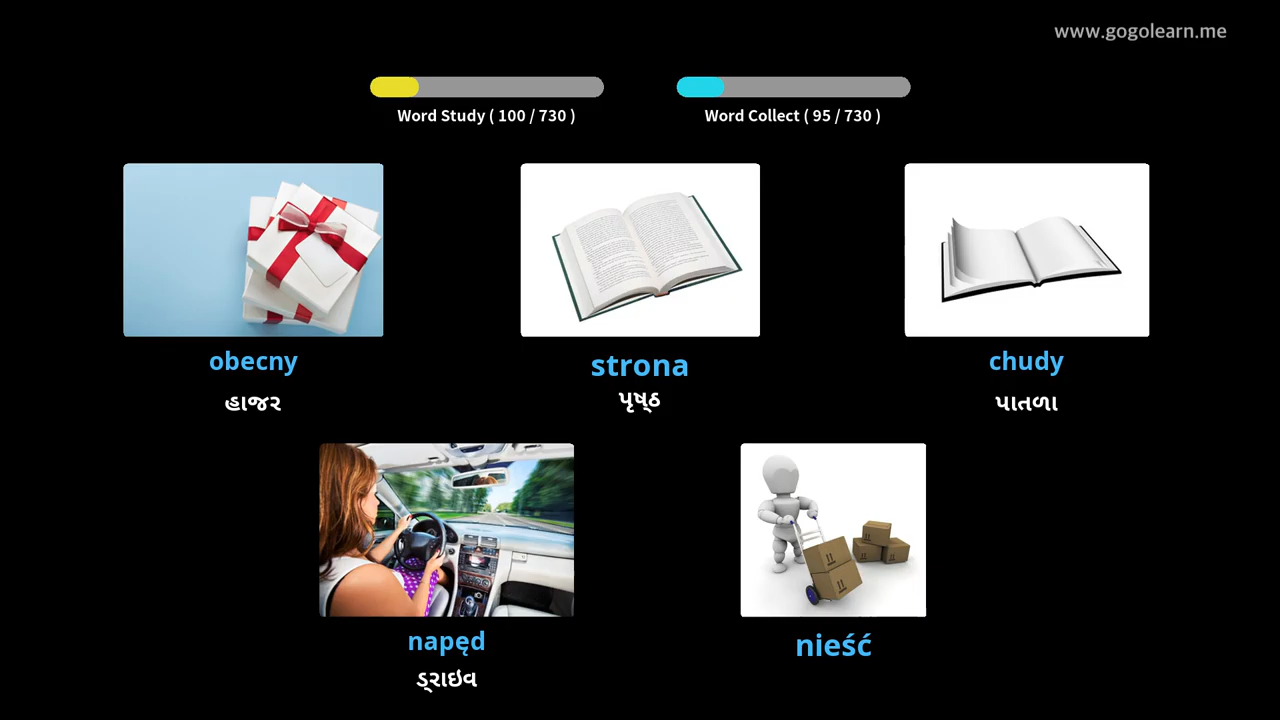 www.gogolearn.me
Word Study ( 100 / 730 )
Word Collect ( 95 / 730 )
obecny
હાજર
strona
પૃષ્ઠ
chudy
પાતળા
napęd
ડ્રાઇવ
nieść